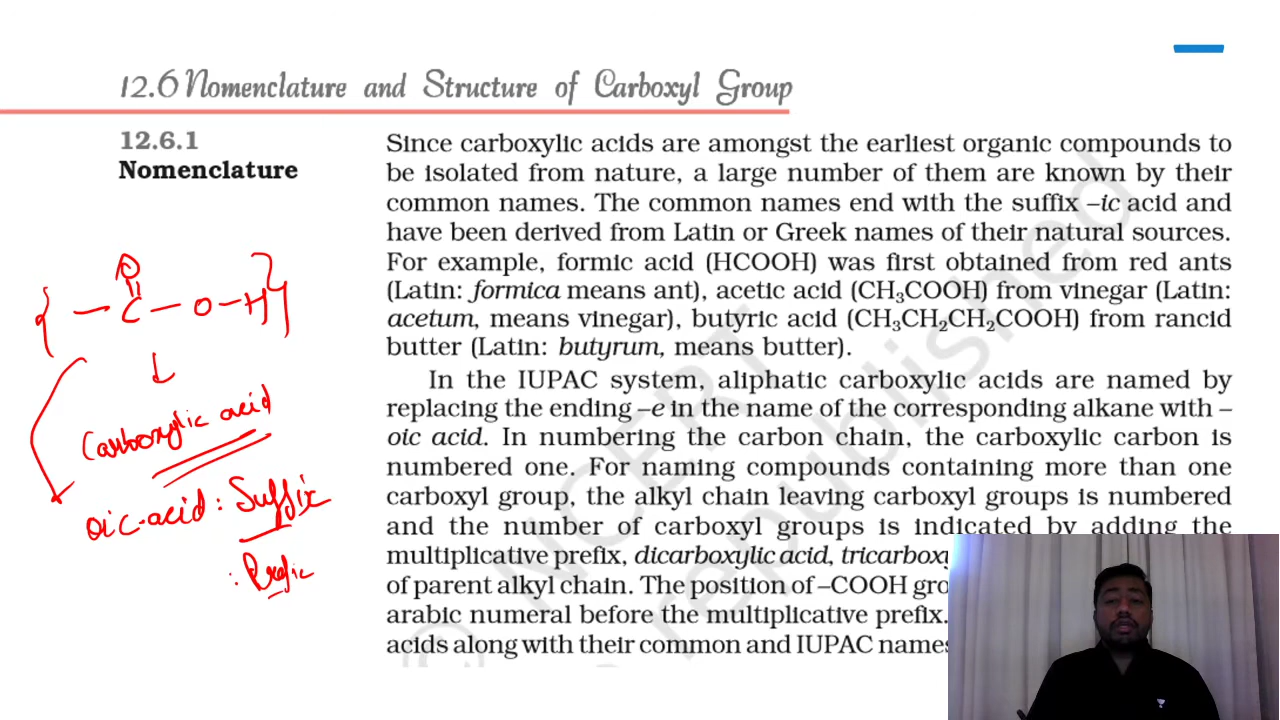 12.6 Nomenclature and Structure of Carboxyl Group
12.6.1
Nomenclature
Since carboxylic acids are amongst the earliest organic compounds to
be isolated from nature, a large number of them are known by their
common names. The common names end with the suffix –ic acid and
have been derived from Latin or Greek names of their natural sources.
For example, formic acid (HCOOH) was first obtained from red ants
(Latin: formica means ant), acetic acid (CH₃COOH) from vinegar (Latin:
acetum, means vinegar), butyric acid (CH₃CH₂CH₂COOH) from rancid
butter (Latin: butyrum, means butter).
In the IUPAC system, aliphatic carboxylic acids are named by
replacing the ending –e in the name of the corresponding alkane with –
oic acid. In numbering the carbon chain, the carboxylic carbon is
numbered one. For naming compounds containing more than one
carboxyl group, the alkyl chain leaving carboxyl groups is numbered
and the number of carboxyl groups is indicated by adding the
multiplicative prefix, dicarboxylic acid, tricarboxy
of parent alkyl chain. The position of –COOH gro
arabic numeral before the multiplicative prefix.
acids along with their common and IUPAC names
O
{ — C — O — H }
Carboxylic acid
oic-acid : Suffix
: Prefix
© NCERT
republished